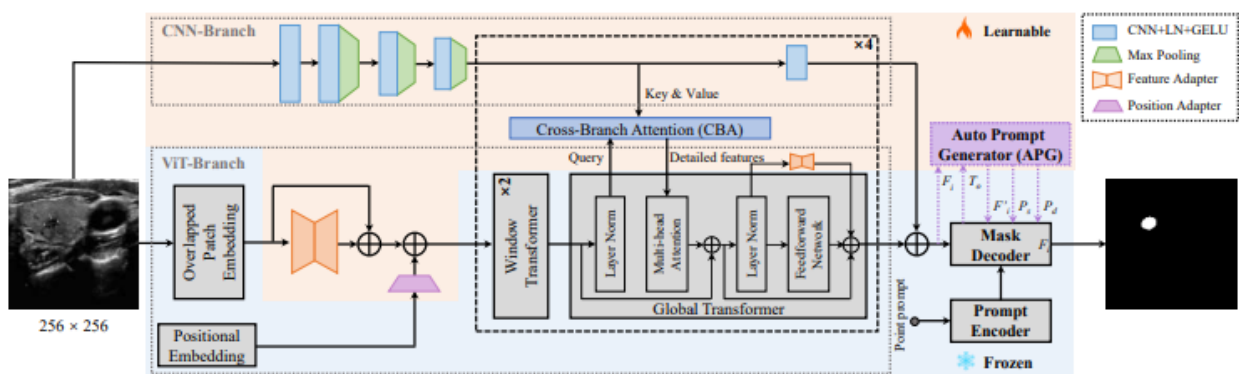 CNN-Branch
×4
Learnable
CNN+LN+GELU
Max Pooling
Feature Adapter
Position Adapter
Key & Value
Cross-Branch Attention (CBA)
Auto Prompt
Generator (APG)
ViT-Branch
Query
Detailed features
Overlapped
Patch
Embedding
×2
Window
Transformer
Layer Norm
Multi-head
Attention
Layer Norm
Feedforward
Network
Global Transformer
F_i
T_o
F'_i
P_s
P_d
Mask
Decoder
256 × 256
Positional
Embedding
Point prompt
Prompt
Encoder
Frozen